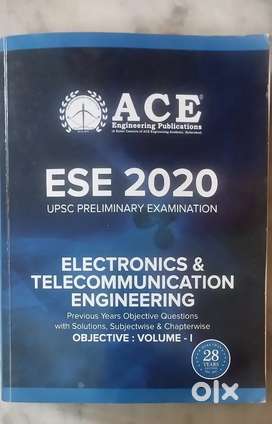 ACE
Engineering Publications
ESE 2020
UPSC PRELIMINARY EXAMINATION
ELECTRONICS &
TELECOMMUNICATION
ENGINEERING
Previous Years Objective Questions
with Solutions, Subjectwise & Chapterwise
OBJECTIVE : VOLUME - I
28
YEARS
olx